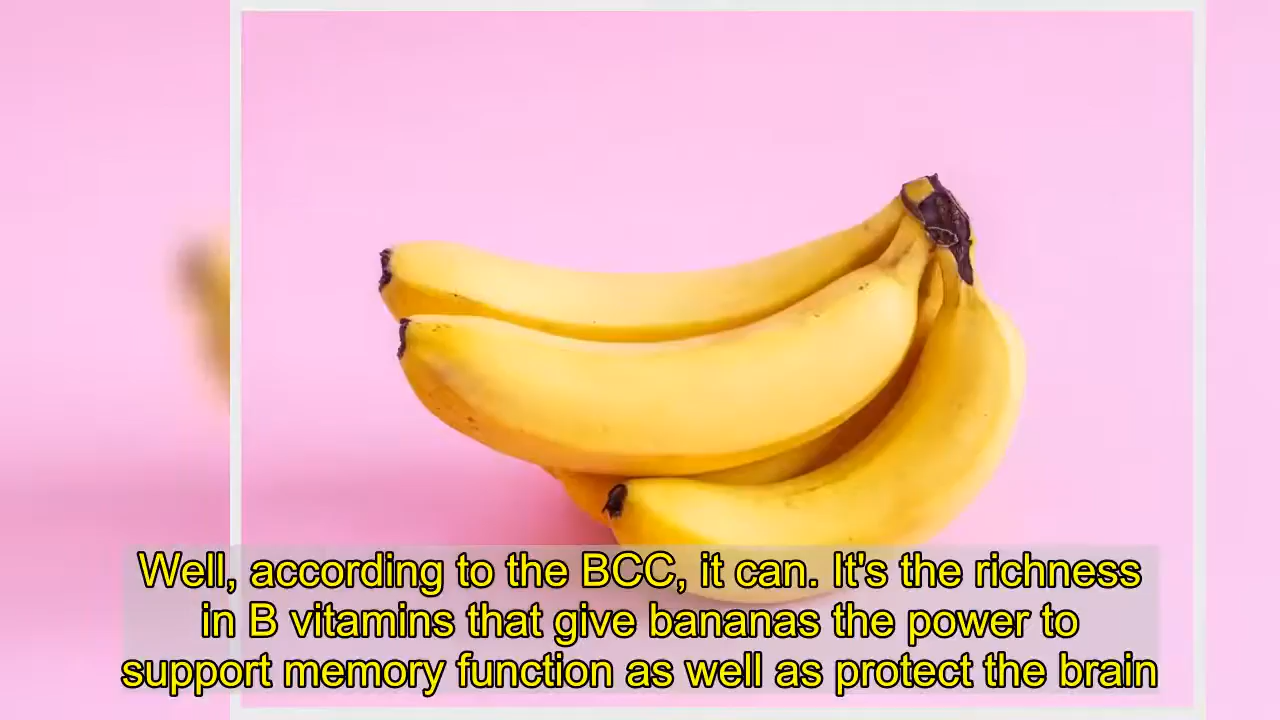 Well, according to the BCC, it can. It's the richness
in B vitamins that give bananas the power to
support memory function as well as protect the brain